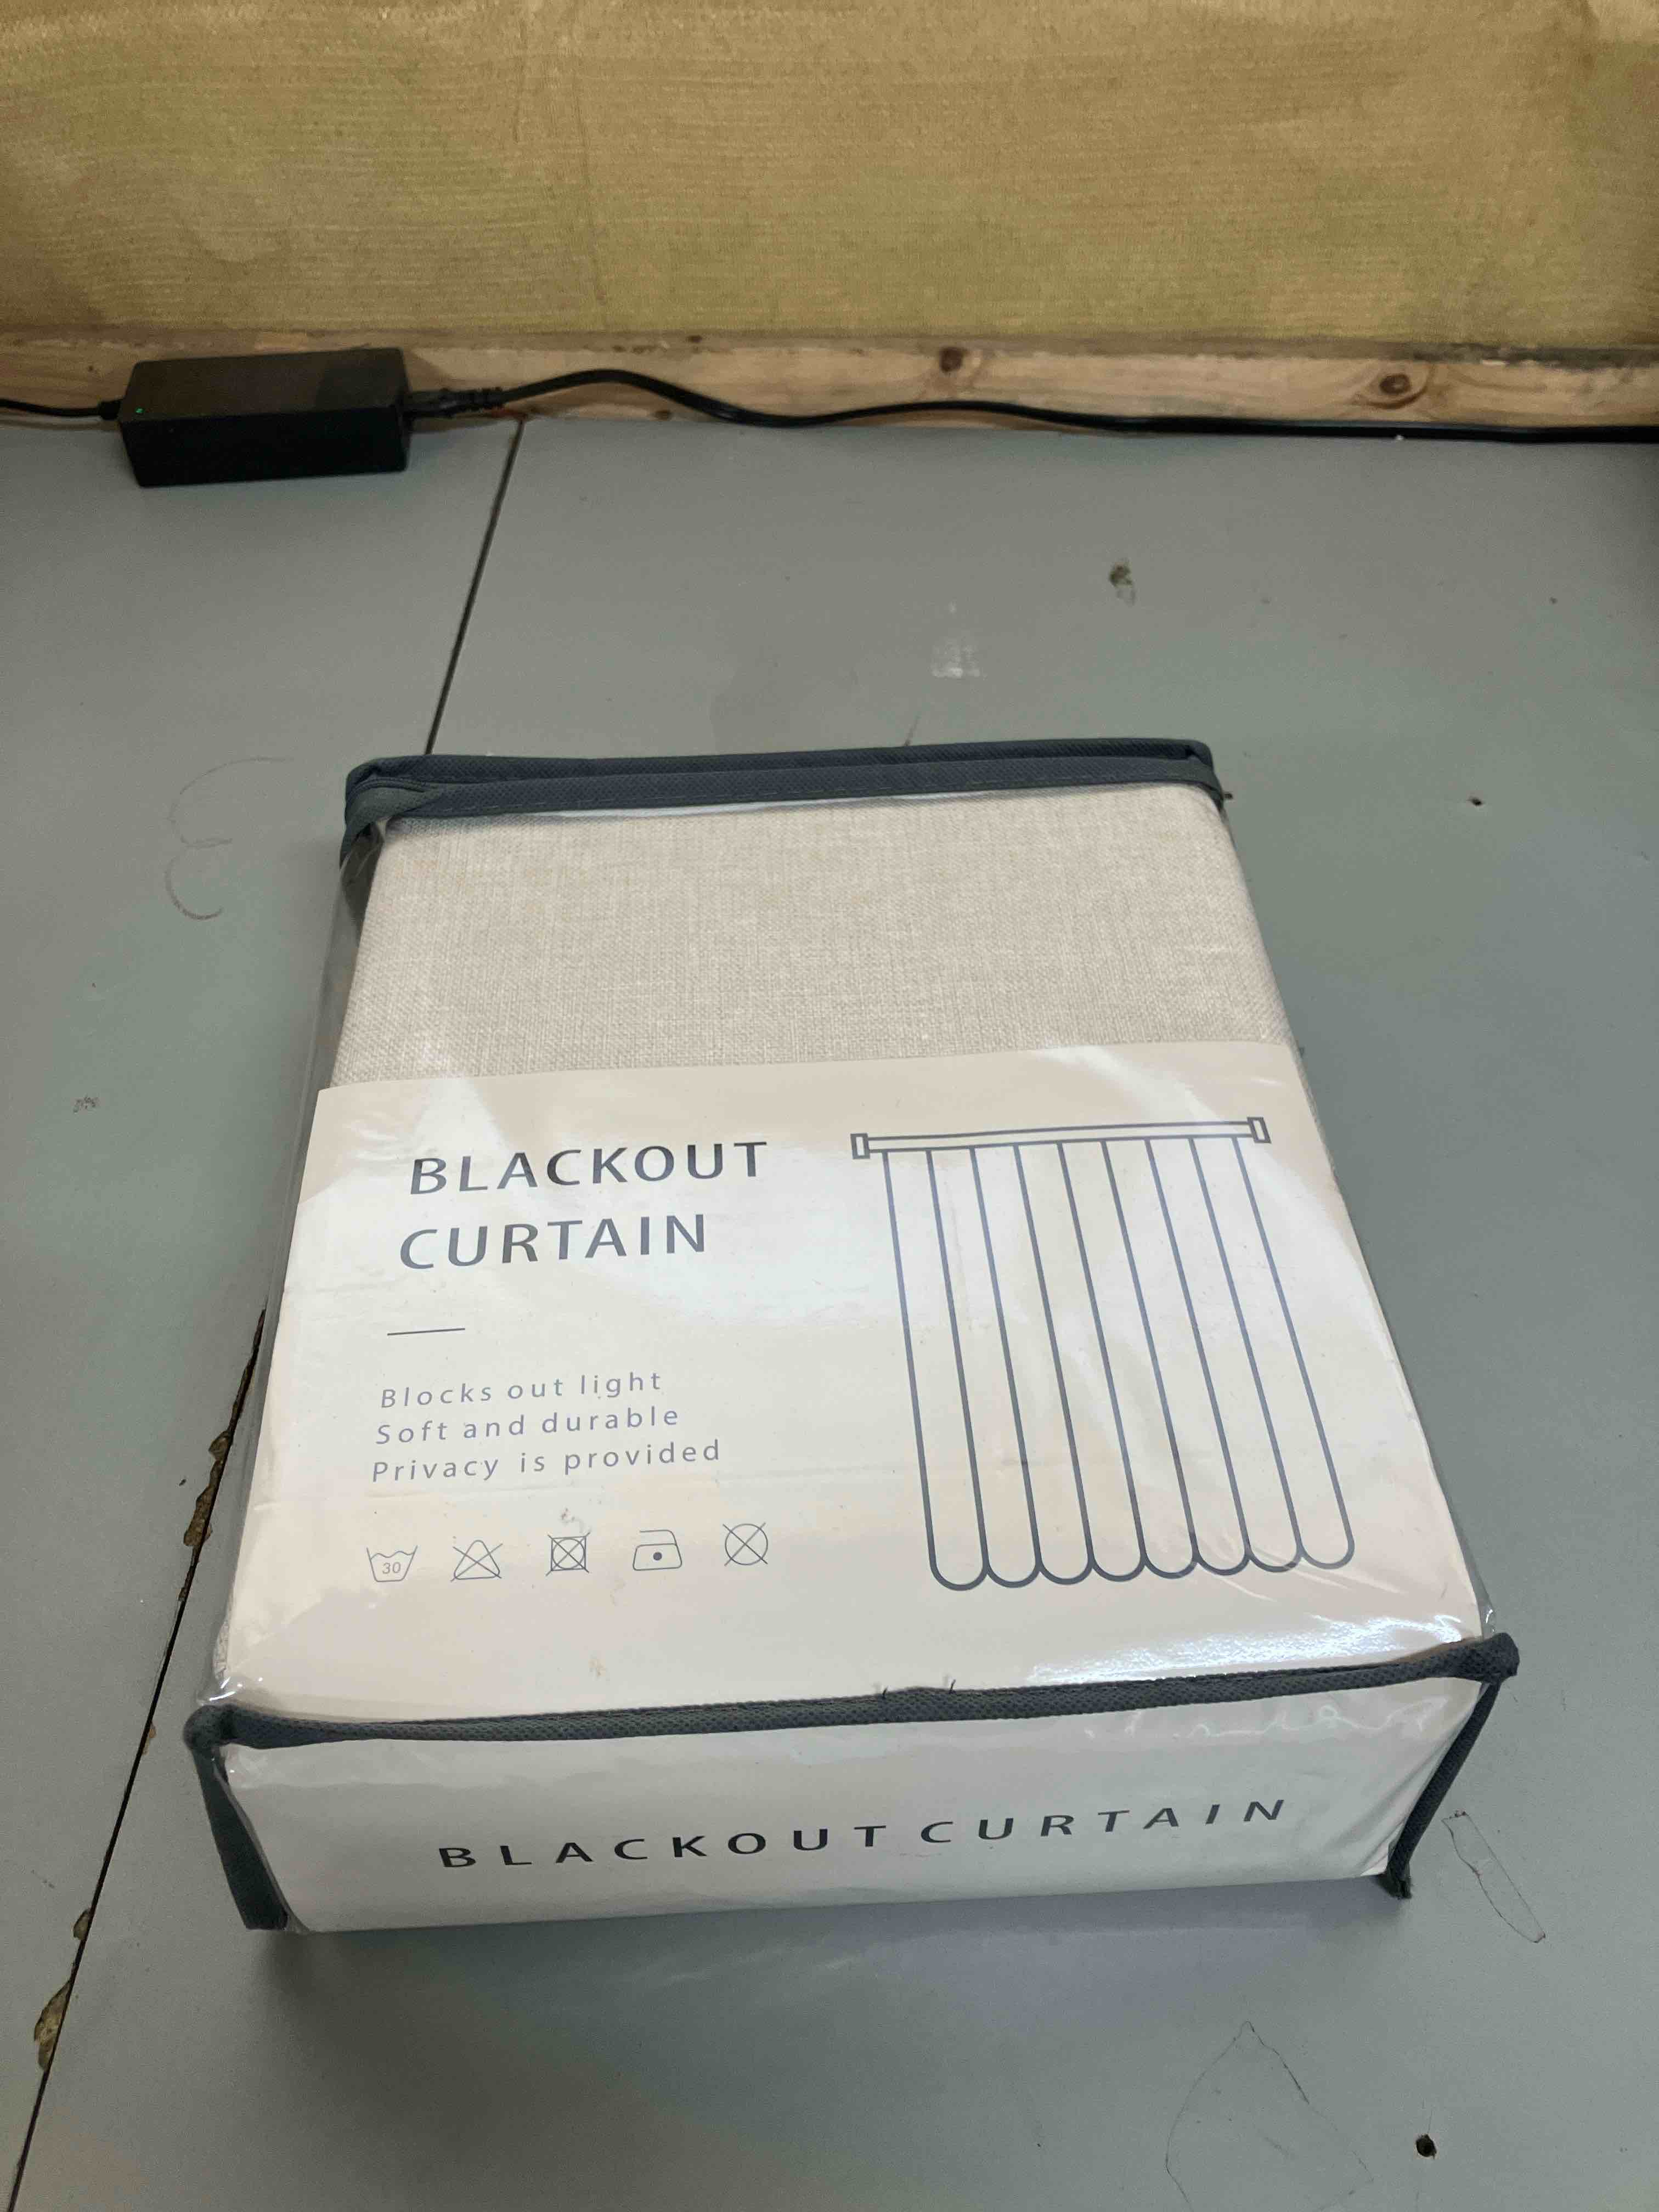 BLACKOUT
CURTAIN
Blocks out light
Soft and durable
Privacy is provided
30
BLACKOUT CURTAIN